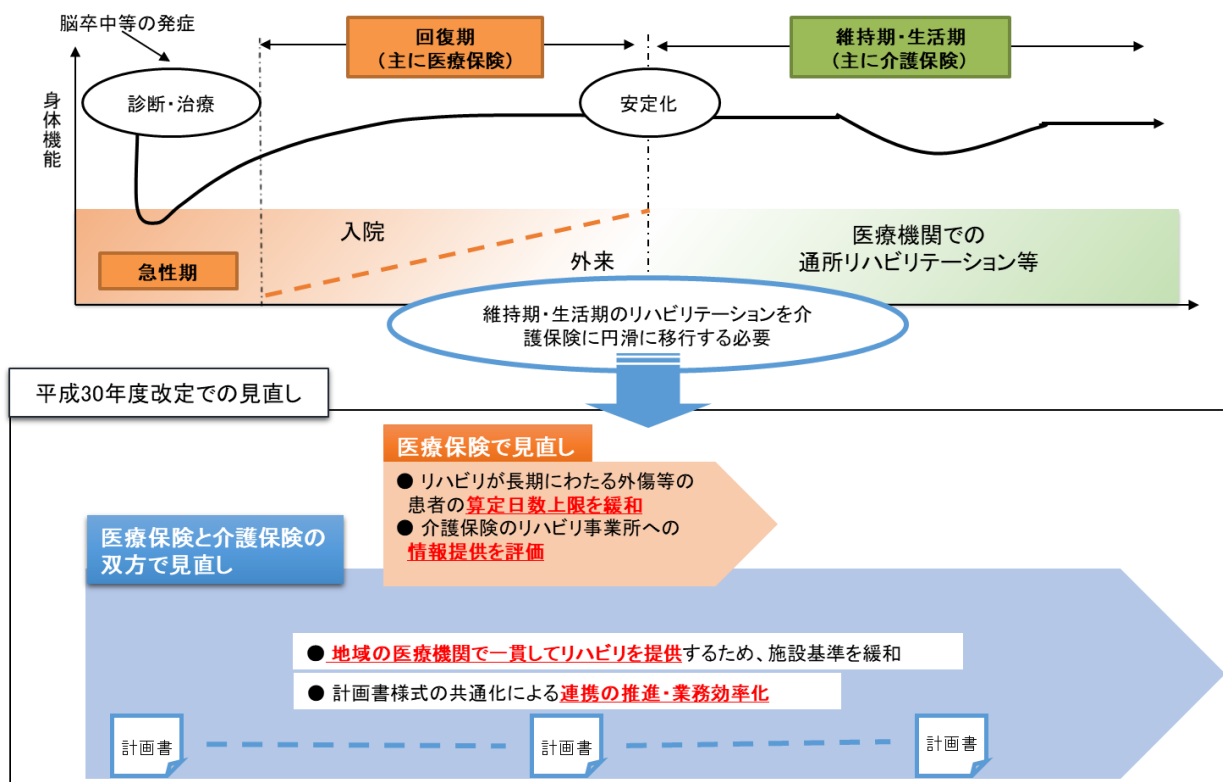 脳卒中等の発症
回復期
(主に医療保険)
維持期・生活期
(主に介護保険)
身体機能
診断・治療
安定化
入院
外来
急性期
医療機関での
通所リハビリテーション等
維持期・生活期のリハビリテーションを介
護保険に円滑に移行する必要
平成30年度改定での見直し
医療保険で見直し
● リハビリが長期にわたる外傷等の
患者の算定日数上限を緩和
● 介護保険のリハビリ事業所への
情報提供を評価
医療保険と介護保険の
双方で見直し
● 地域の医療機関で一貫してリハビリを提供するため、施設基準を緩和
● 計画書様式の共通化による連携の推進・業務効率化
計画書
計画書
計画書